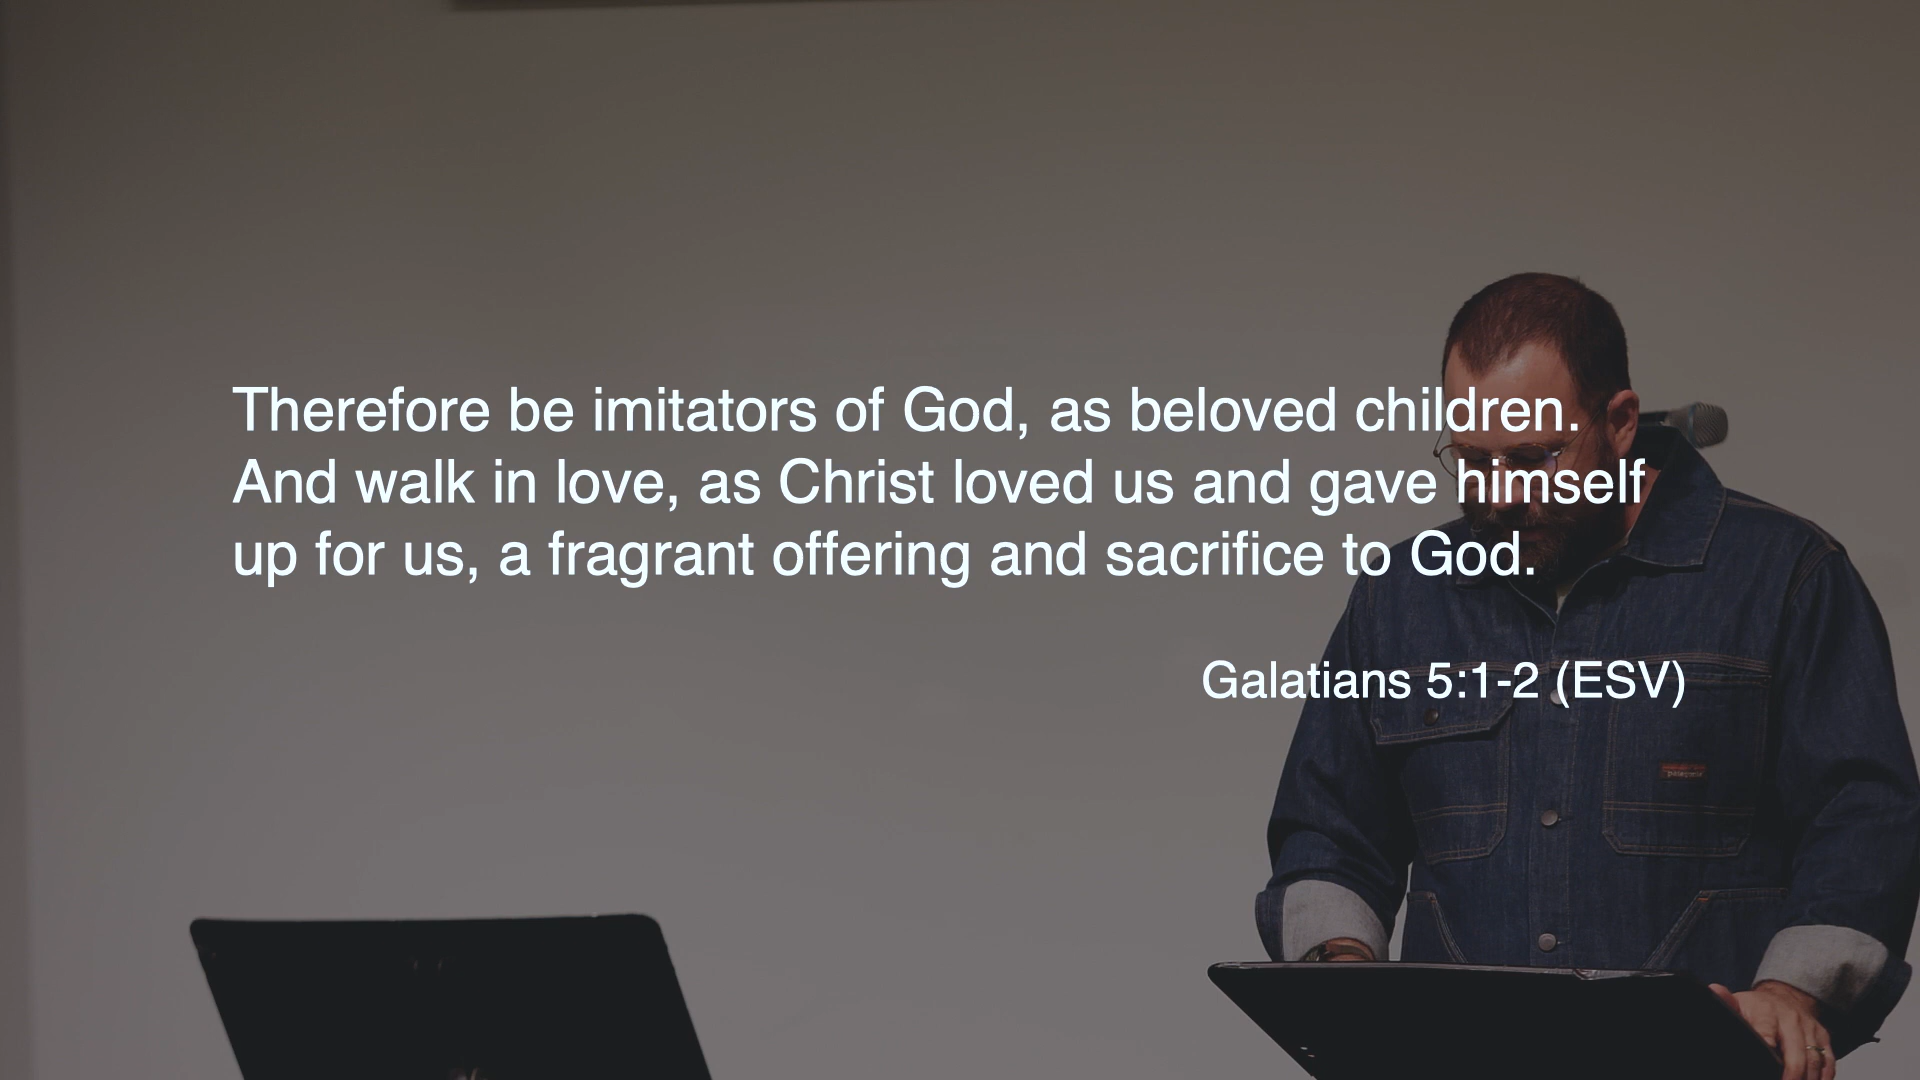 Therefore be imitators of God, as beloved children.
And walk in love, as Christ loved us and gave himself
up for us, a fragrant offering and sacrifice to God.
Galatians 5:1-2 (ESV)